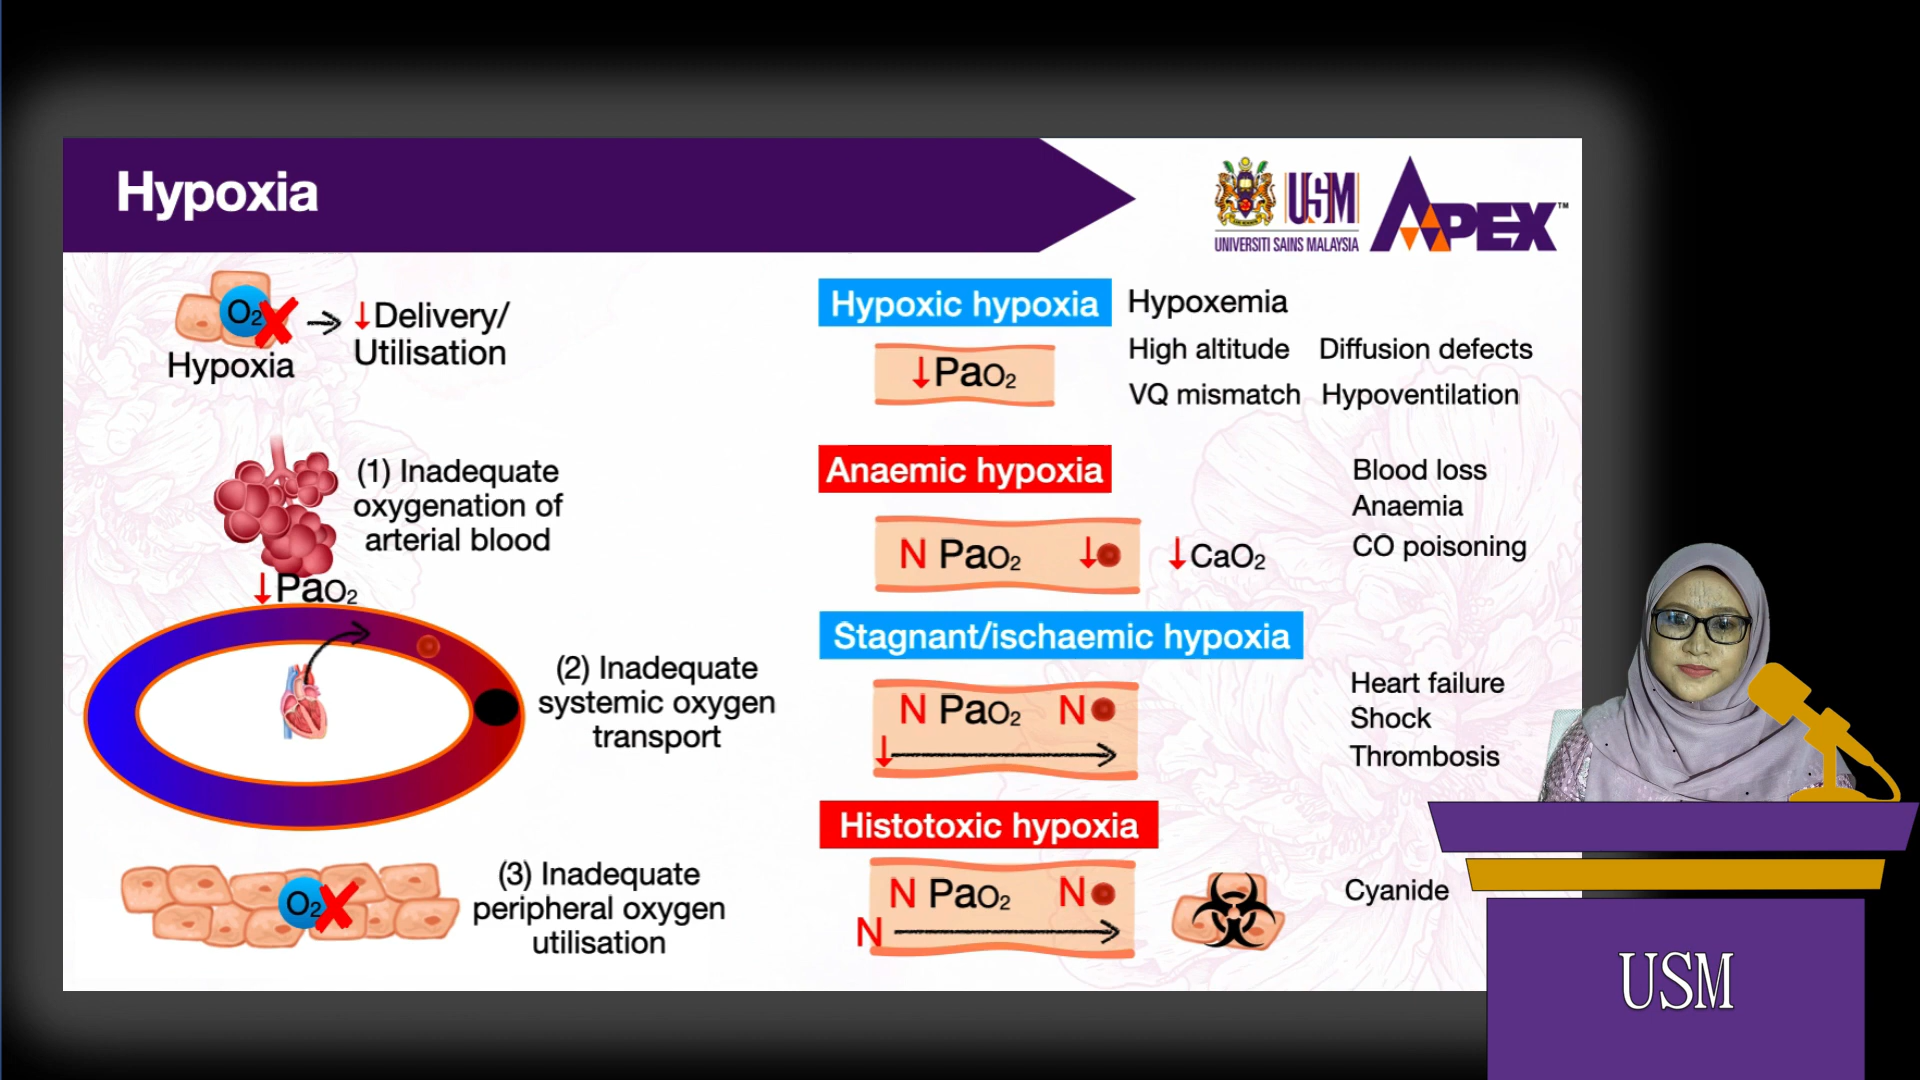 Hypoxia
USM
UNIVERSITI SAINS MALAYSIA
APEX™
O₂
Hypoxia
↓Delivery/
Utilisation
(1) Inadequate
oxygenation of
arterial blood
↓PaO₂
(2) Inadequate
systemic oxygen
transport
O₂
(3) Inadequate
peripheral oxygen
utilisation
Hypoxic hypoxia
Hypoxemia
↓PaO₂
High altitude Diffusion defects
VQ mismatch Hypoventilation
Anaemic hypoxia
N PaO₂ ↓
↓CaO₂
Blood loss
Anaemia
CO poisoning
Stagnant/ischaemic hypoxia
N PaO₂ N
↓
Heart failure
Shock
Thrombosis
Histotoxic hypoxia
N PaO₂ N
N
Cyanide
USM